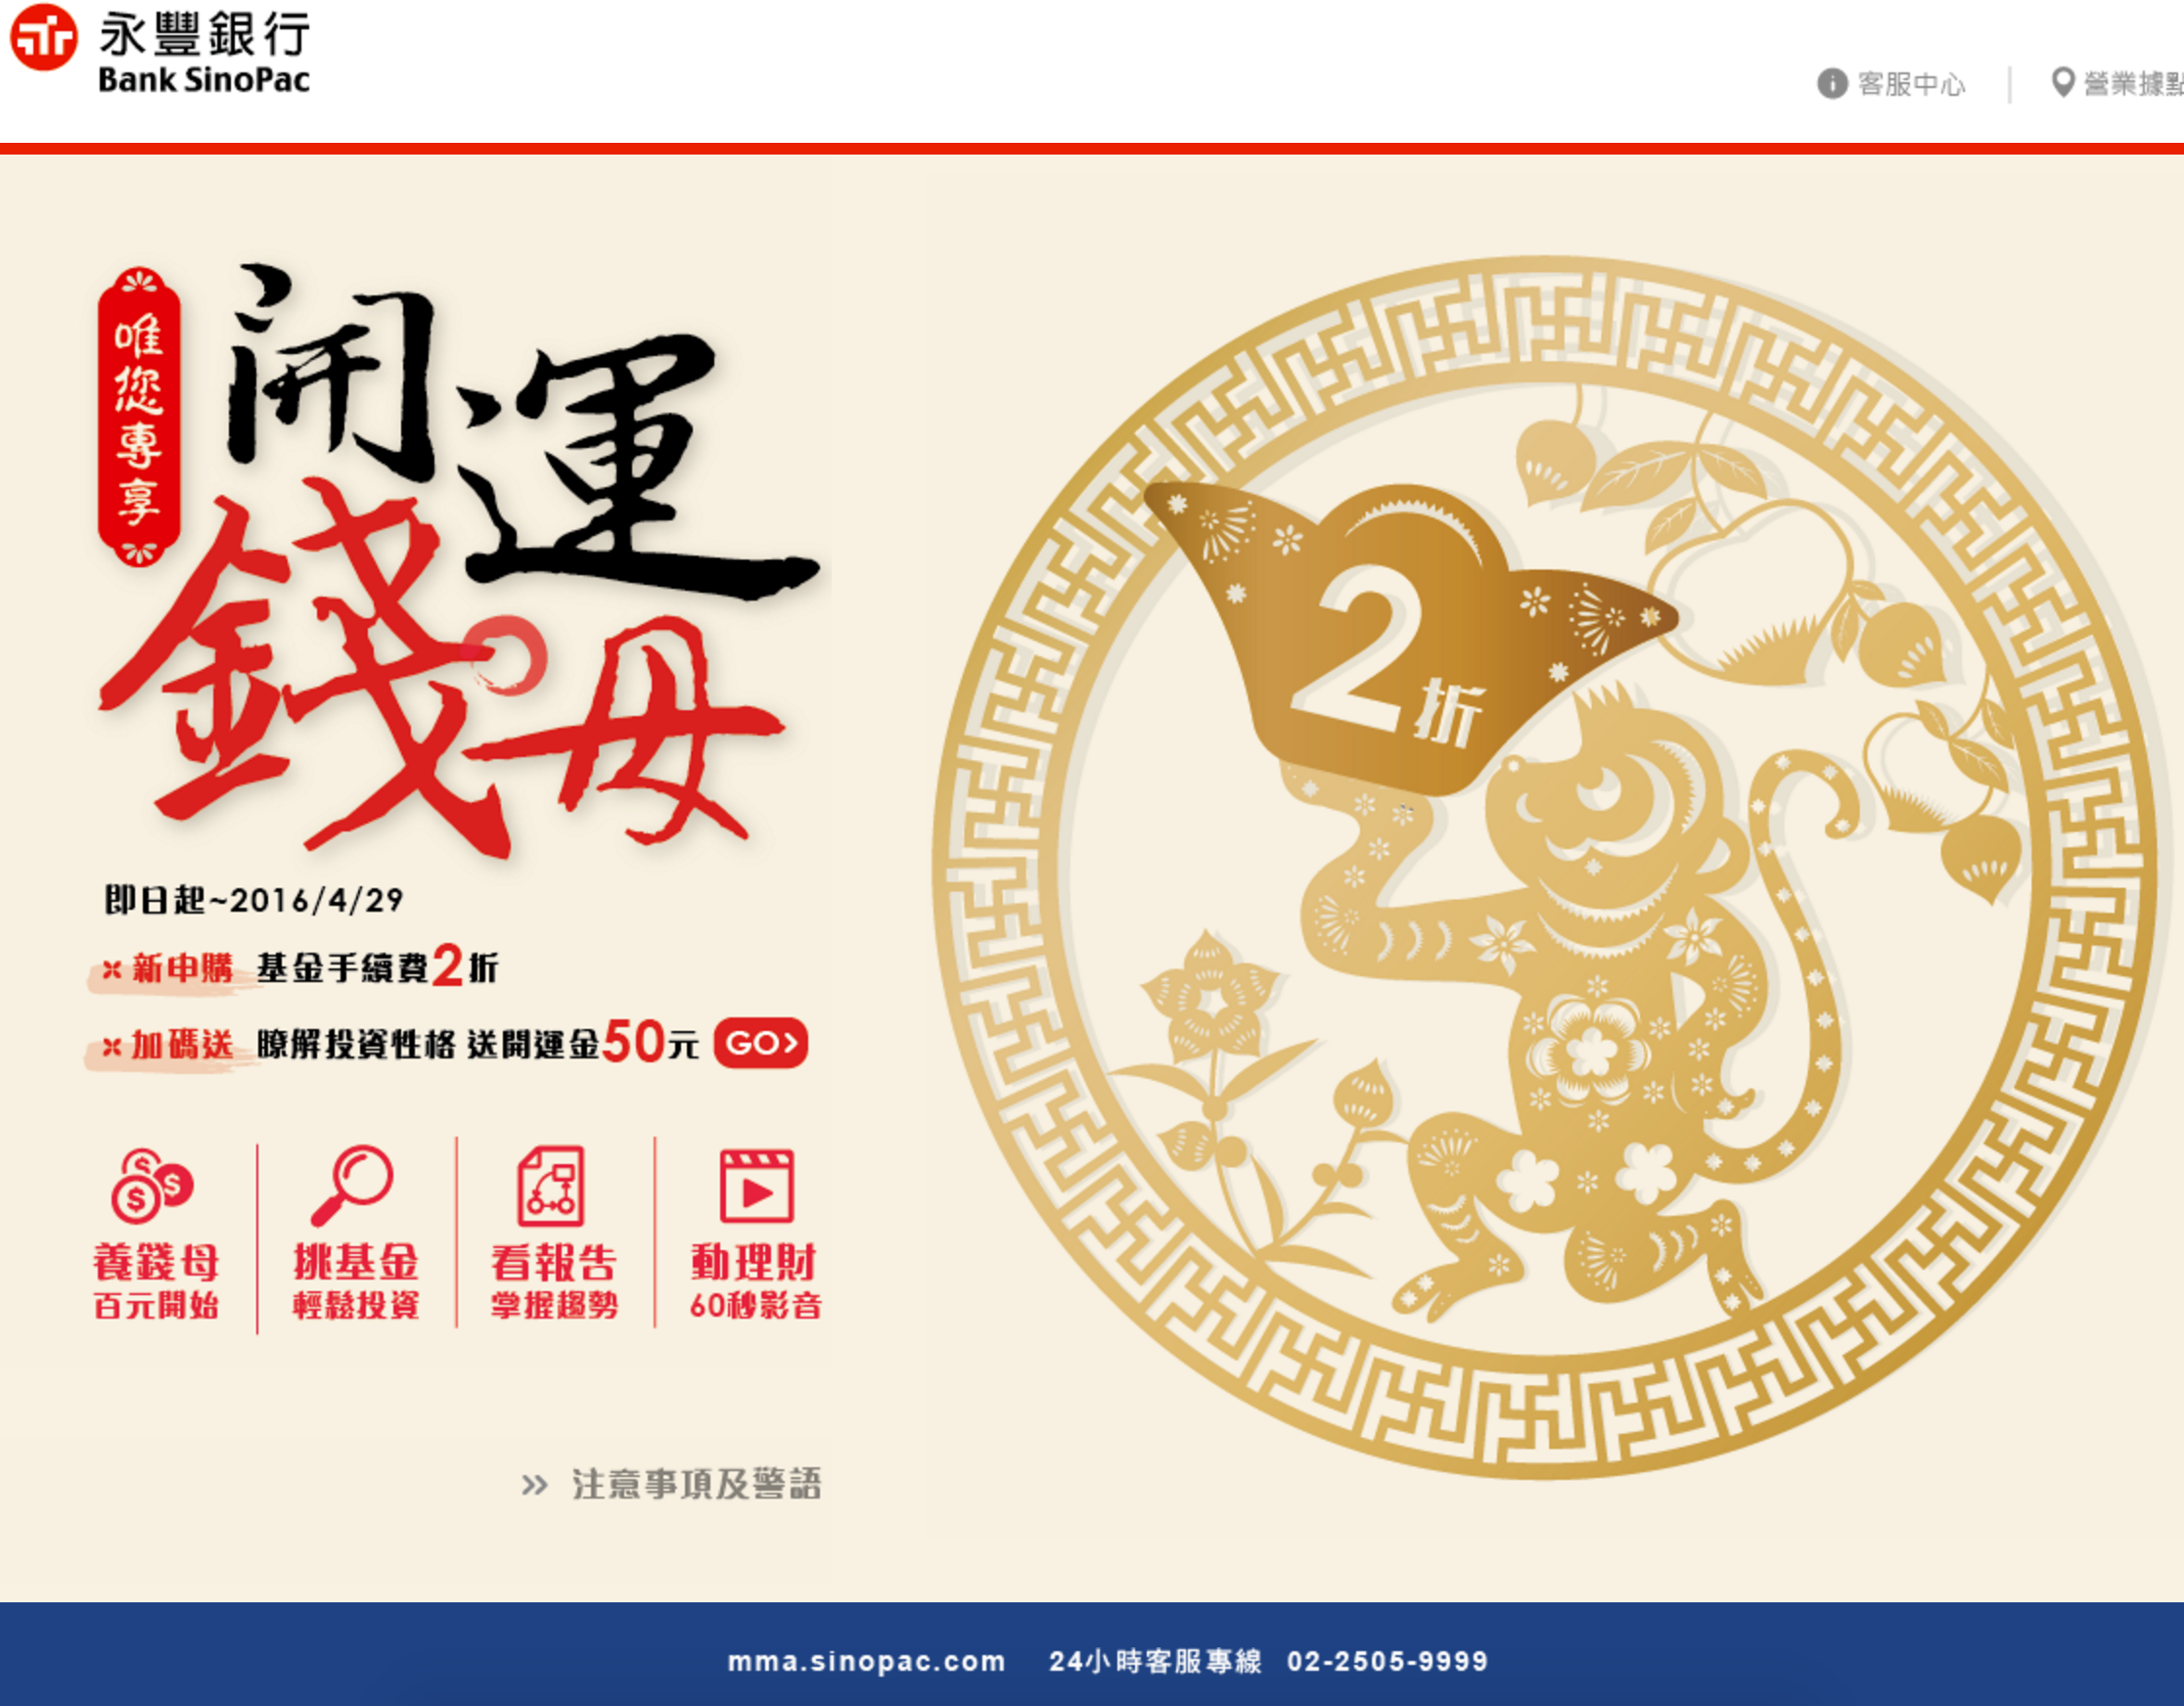 永豐銀行
Bank SinoPac
客服中心
營業據點
唯您專享
開運
錢母
2折
即日起~2016/4/29
新申購 基金手續費2折
加碼送 瞭解投資性格 送開運金50元 GO>
養錢母
百元開始
挑基金
輕鬆投資
看報告
掌握趨勢
動理財
60秒影音
>> 注意事項及警語
mma.sinopac.com 24小時客服專線 02-2505-9999